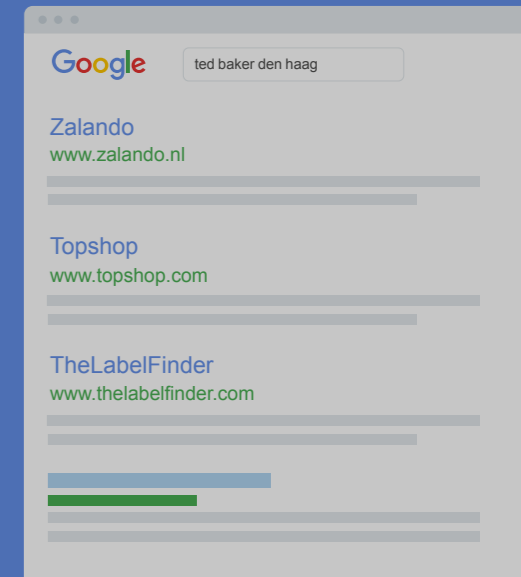 Google
ted baker den haag
Zalando
www.zalando.nl
Topshop
www.topshop.com
TheLabelFinder
www.thelabelfinder.com